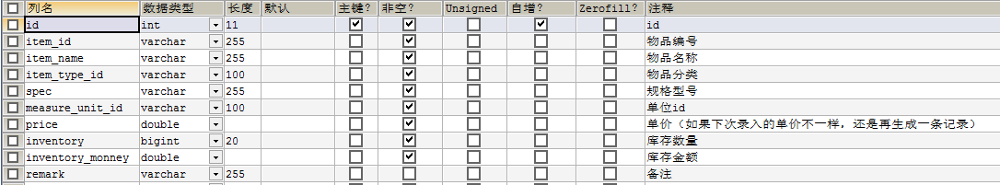 列名 数据类型 长度 默认 主键? 非空? Unsigned 自增? Zerofill? 注释
id int 11 id
item_id varchar 255 物品编号
item_name varchar 255 物品名称
item_type_id varchar 100 物品分类
spec varchar 255 规格型号
measure_unit_id varchar 100 单位id
price double 单价（如果下次录入的单价不一样，还是再生成一条记录）
inventory bigint 20 库存数量
inventory_monney double 库存金额
remark varchar 255 备注